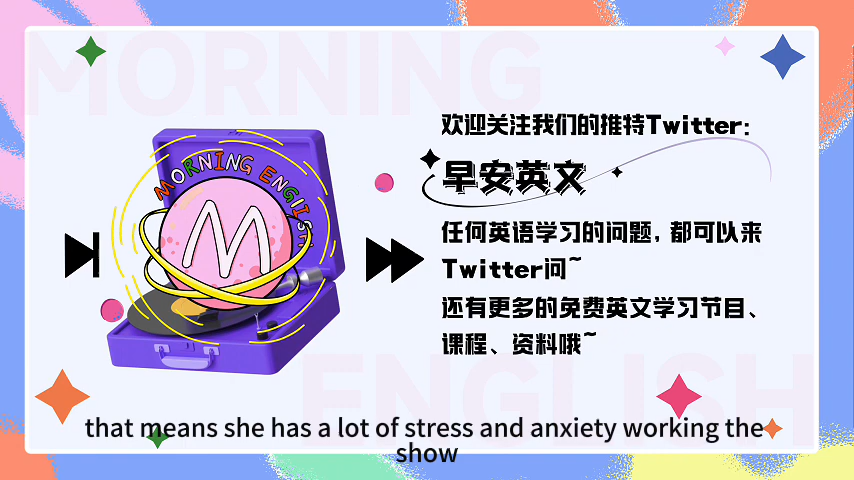 MORNING
欢迎关注我们的推特Twitter:
MORNING ENGlISH
早安英文
M
任何英语学习的问题，都可以来
Twitter问~
还有更多的免费英文学习节目、
课程、资料哦~
ENGLISH
that means she has a lot of stress and anxiety working the
show